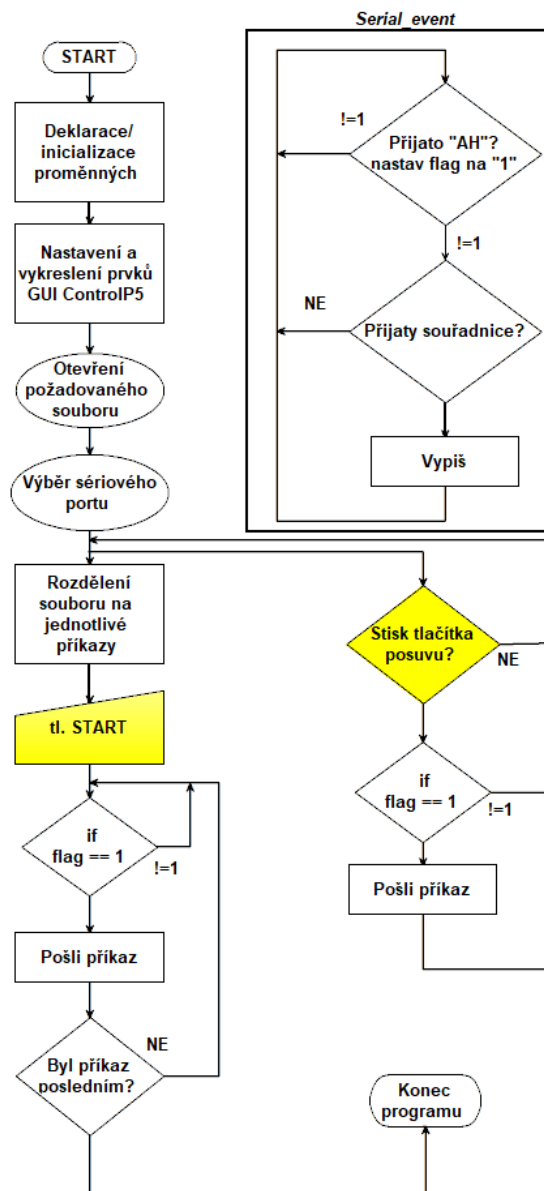 Serial_event
START
Deklarace/
inicializace
proměnných
Nastavení a
vykreslení prvků
GUI ControlP5
Otevření
požadovaného
souboru
Výběr sériového
portu
!=1
Přijato "AH"?
nastav flag na "1"
!=1
NE
Přijaty souřadnice?
Vypiš
Rozdělení
souboru na
jednotlivé
příkazy
tl. START
if
flag == 1
!=1
Pošli příkaz
NE
Byl příkaz
posledním?
Stisk tlačítka
posuvu?
NE
if
flag == 1
!=1
Pošli příkaz
Konec
programu